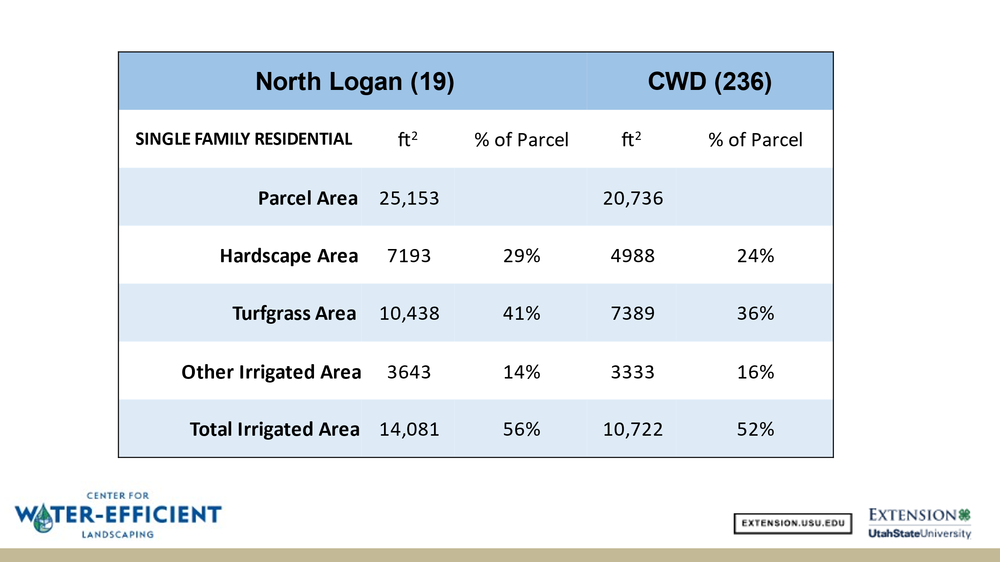 North Logan (19) CWD (236)
SINGLE FAMILY RESIDENTIAL ft² % of Parcel ft² % of Parcel
Parcel Area 25,153 20,736
Hardscape Area 7193 29% 4988 24%
Turfgrass Area 10,438 41% 7389 36%
Other Irrigated Area 3643 14% 3333 16%
Total Irrigated Area 14,081 56% 10,722 52%
CENTER FOR
WATER-EFFICIENT
LANDSCAPING
EXTENSION.USU.EDU
EXTENSION
UtahStateUniversity